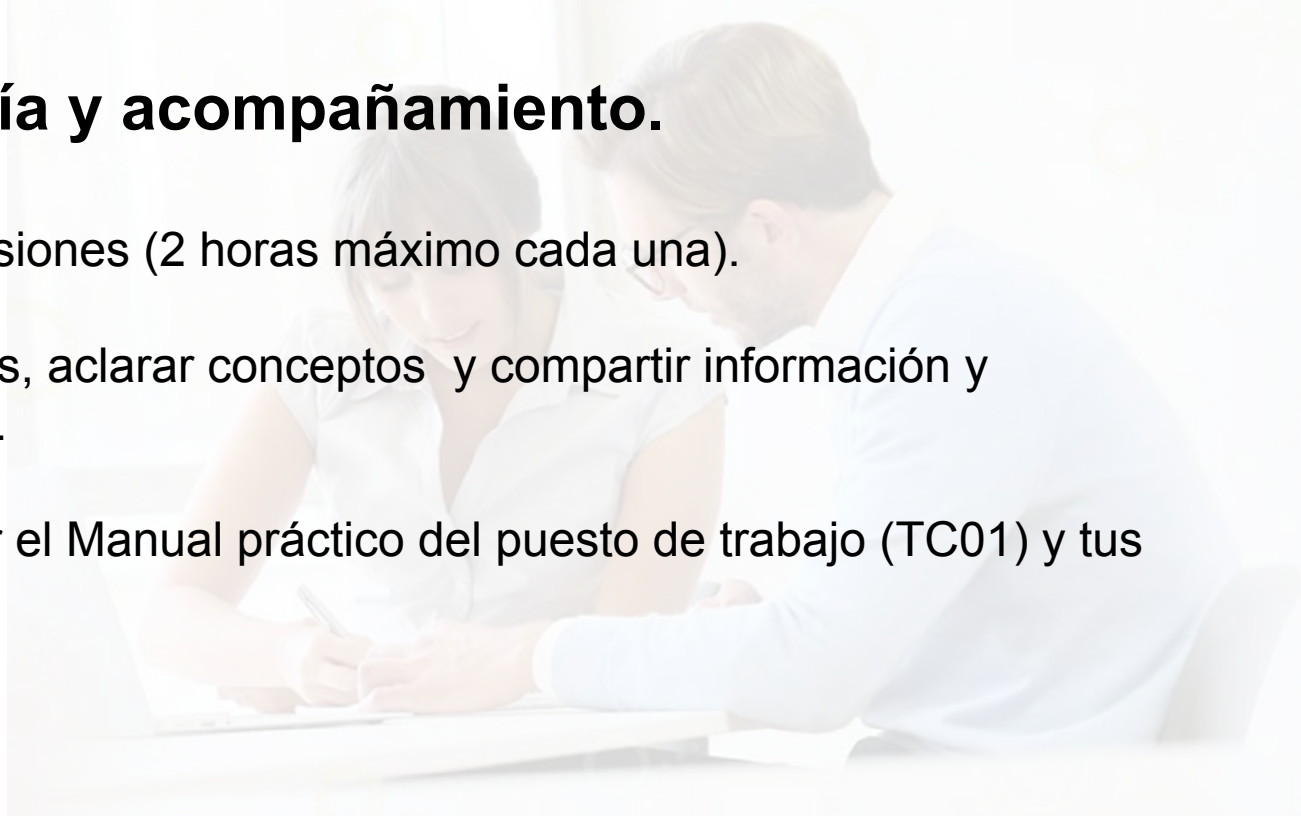 ía y acompañamiento.
siones (2 horas máximo cada una).
s, aclarar conceptos  y compartir información y
.
r el Manual práctico del puesto de trabajo (TC01) y tus